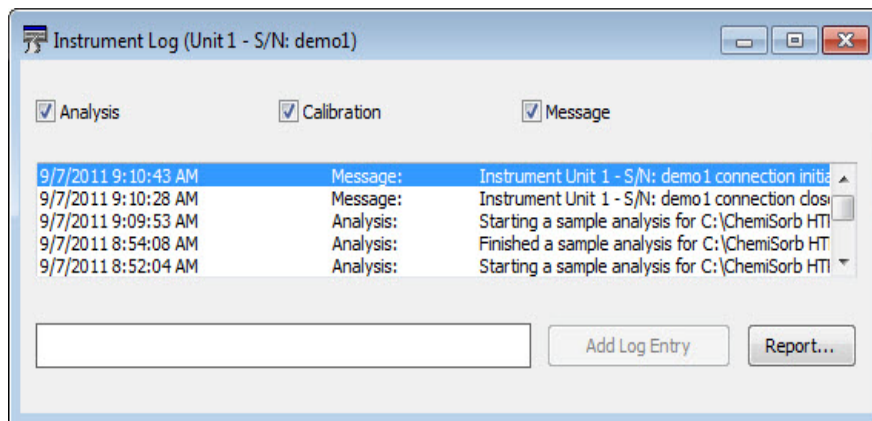 Instrument Log (Unit 1 - S/N: demo1)
Analysis Calibration Message
9/7/2011 9:10:43 AM Message: Instrument Unit 1 - S/N: demo1 connection initia
9/7/2011 9:10:28 AM Message: Instrument Unit 1 - S/N: demo1 connection close
9/7/2011 9:09:53 AM Analysis: Starting a sample analysis for C:\ChemiSorb HTP
9/7/2011 8:54:08 AM Analysis: Finished a sample analysis for C:\ChemiSorb HTP
9/7/2011 8:52:04 AM Analysis: Starting a sample analysis for C:\ChemiSorb HTP
Add Log Entry Report...